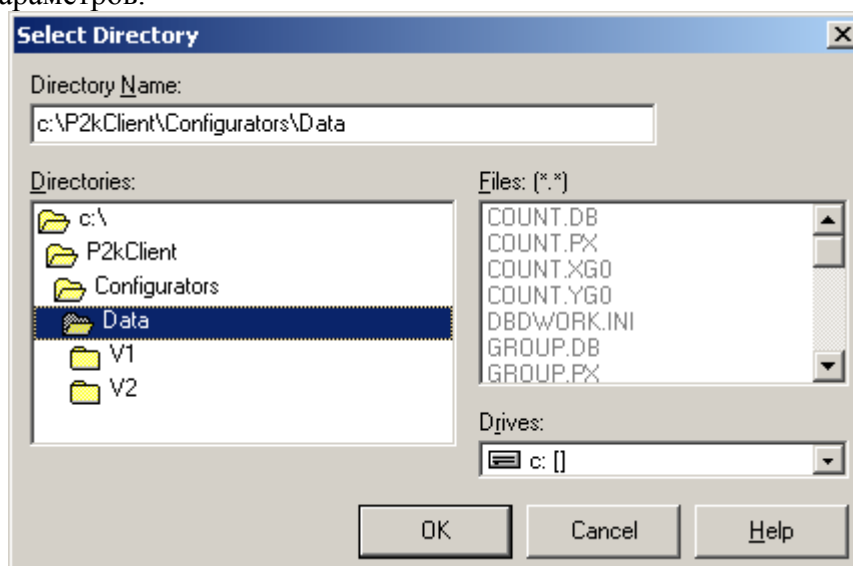 араметров.
Select Directory
Directory Name:
c:\P2kClient\Configurators\Data
Directories:
c:\
P2kClient
Configurators
Data
V1
V2
Files: (*.*)
COUNT.DB
COUNT.PX
COUNT.XG0
COUNT.YG0
DBDWORK.INI
GROUP.DB
GROUP.PX
Drives:
c: []
OK
Cancel
Help